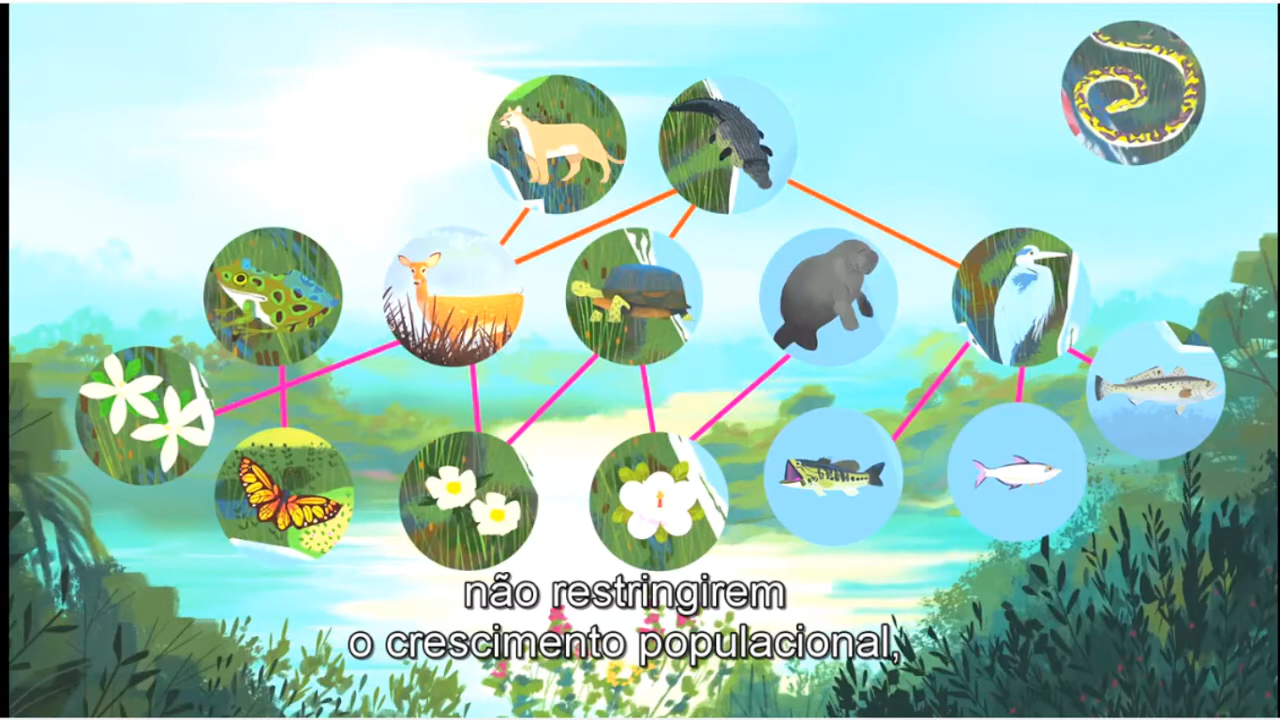 não restringirem
o crescimento populacional,